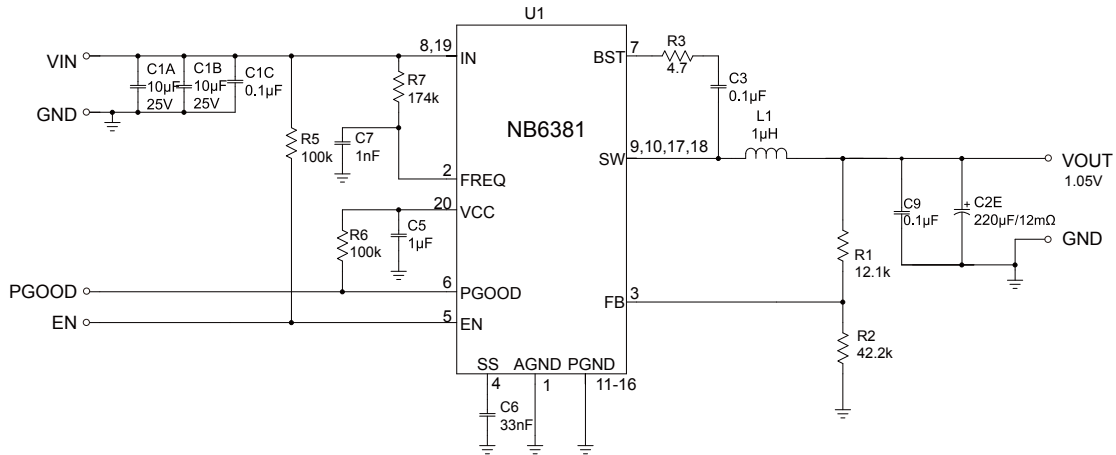 U1
NB6381
VIN
GND
C1A
10µF
25V
C1B
10µF
25V
C1C
0.1µF
R5
100k
R7
174k
C7
1nF
8,19
IN
2
FREQ
20
VCC
R6
100k
C5
1µF
PGOOD
6
PGOOD
EN
5
EN
SS
4
AGND
1
PGND
11-16
C6
33nF
BST
7
R3
4.7
C3
0.1µF
SW
9,10,17,18
L1
1µH
FB
3
R1
12.1k
R2
42.2k
C9
0.1µF
+
C2E
220µF/12mΩ
VOUT
1.05V
GND